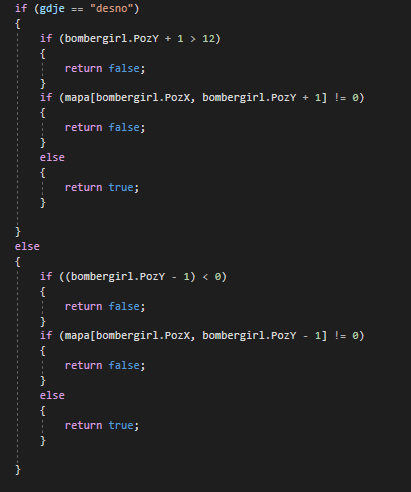 if (gdje == "desno")
{
    if (bombergirl.PozY + 1 > 12)
    {
        return false;
    }
    if (mapa[bombergirl.PozX, bombergirl.PozY + 1] != 0)
    {
        return false;
    }
    else
    {
        return true;
    }

}
else
{
    if ((bombergirl.PozY - 1) < 0)
    {
        return false;
    }
    if (mapa[bombergirl.PozX, bombergirl.PozY - 1] != 0)
    {
        return false;
    }
    else
    {
        return true;
    }

}